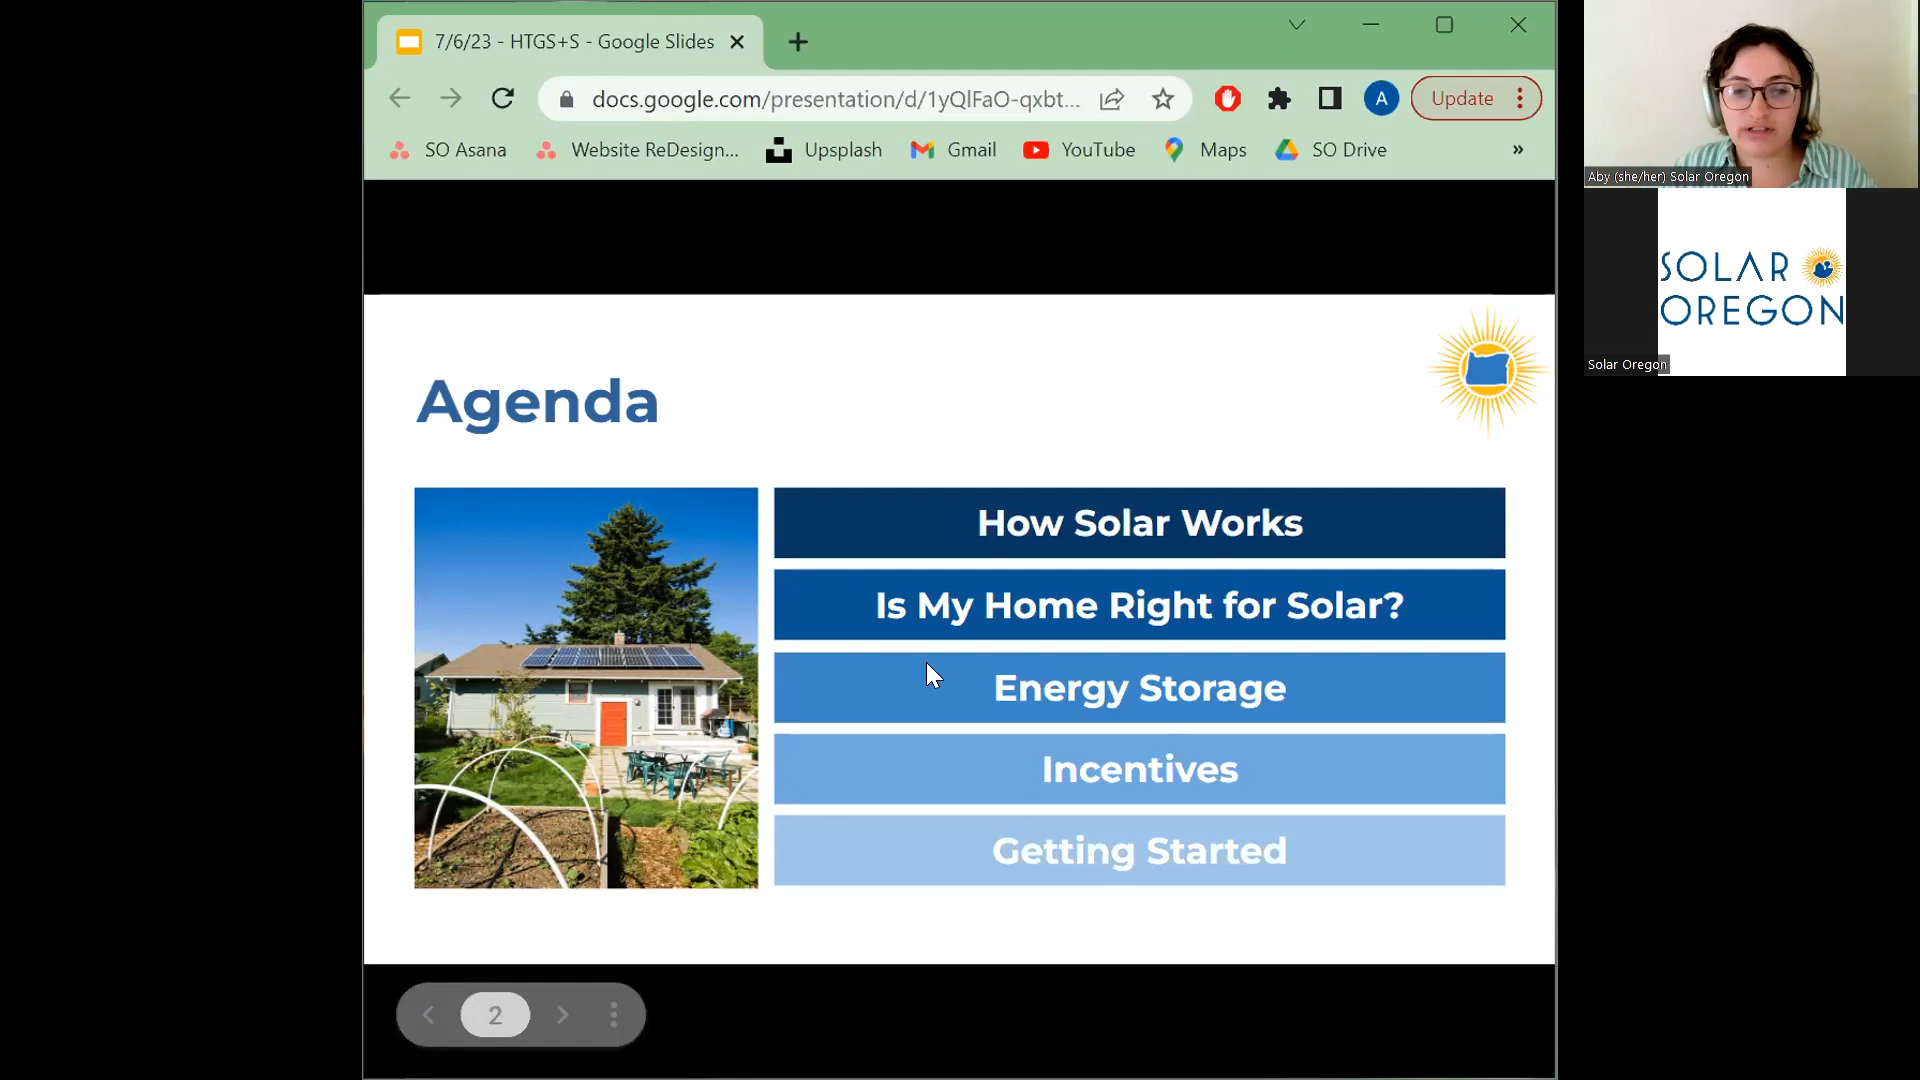 7/6/23 - HTGS+S - Google Slides
docs.google.com/presentation/d/1yQlFaO-qxbt...
A
Update
SO Asana
Website ReDesign...
Upsplash
Gmail
YouTube
Maps
SO Drive
»
Agenda
How Solar Works
Is My Home Right for Solar?
Energy Storage
Incentives
Getting Started
2
Aby (she/her) Solar Oregon
SOLAR
OREGON
Solar Oregon